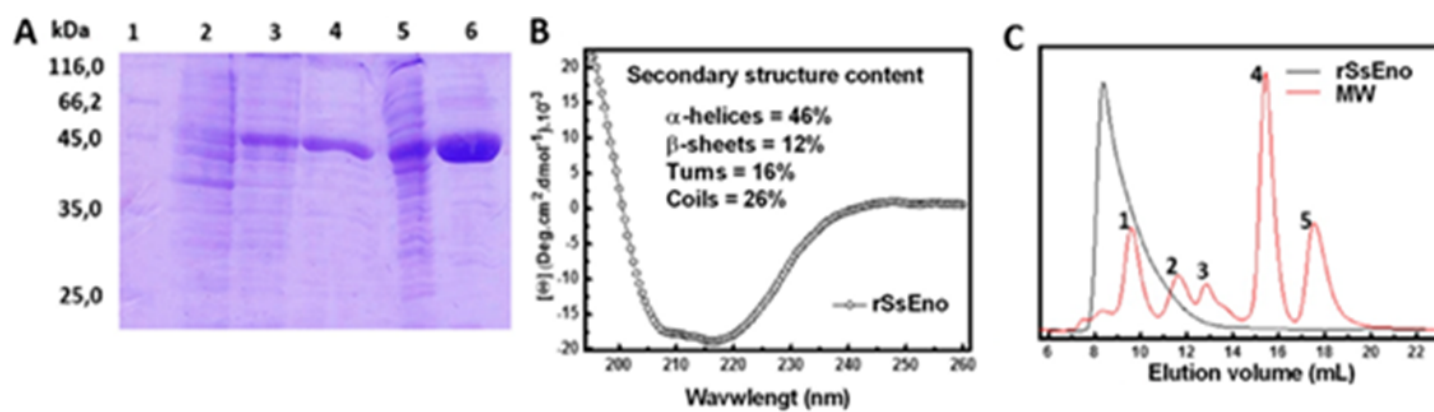 A kDa 1 2 3 4 5 6
116,0
66,2
45,0
35,0
25,0
B
Secondary structure content
α-helices = 46%
β-sheets = 12%
Turns = 16%
Coils = 26%
rSsEno
[Θ] (Deg.cm².dmol⁻¹).10⁻³
20
15
10
5
0
-5
-10
-15
-20
200 210 220 230 240 250 260
Wavwlengt (nm)
C
rSsEno
MW
1
2
3
4
5
6 8 10 12 14 16 18 20 22
Elution volume (mL)